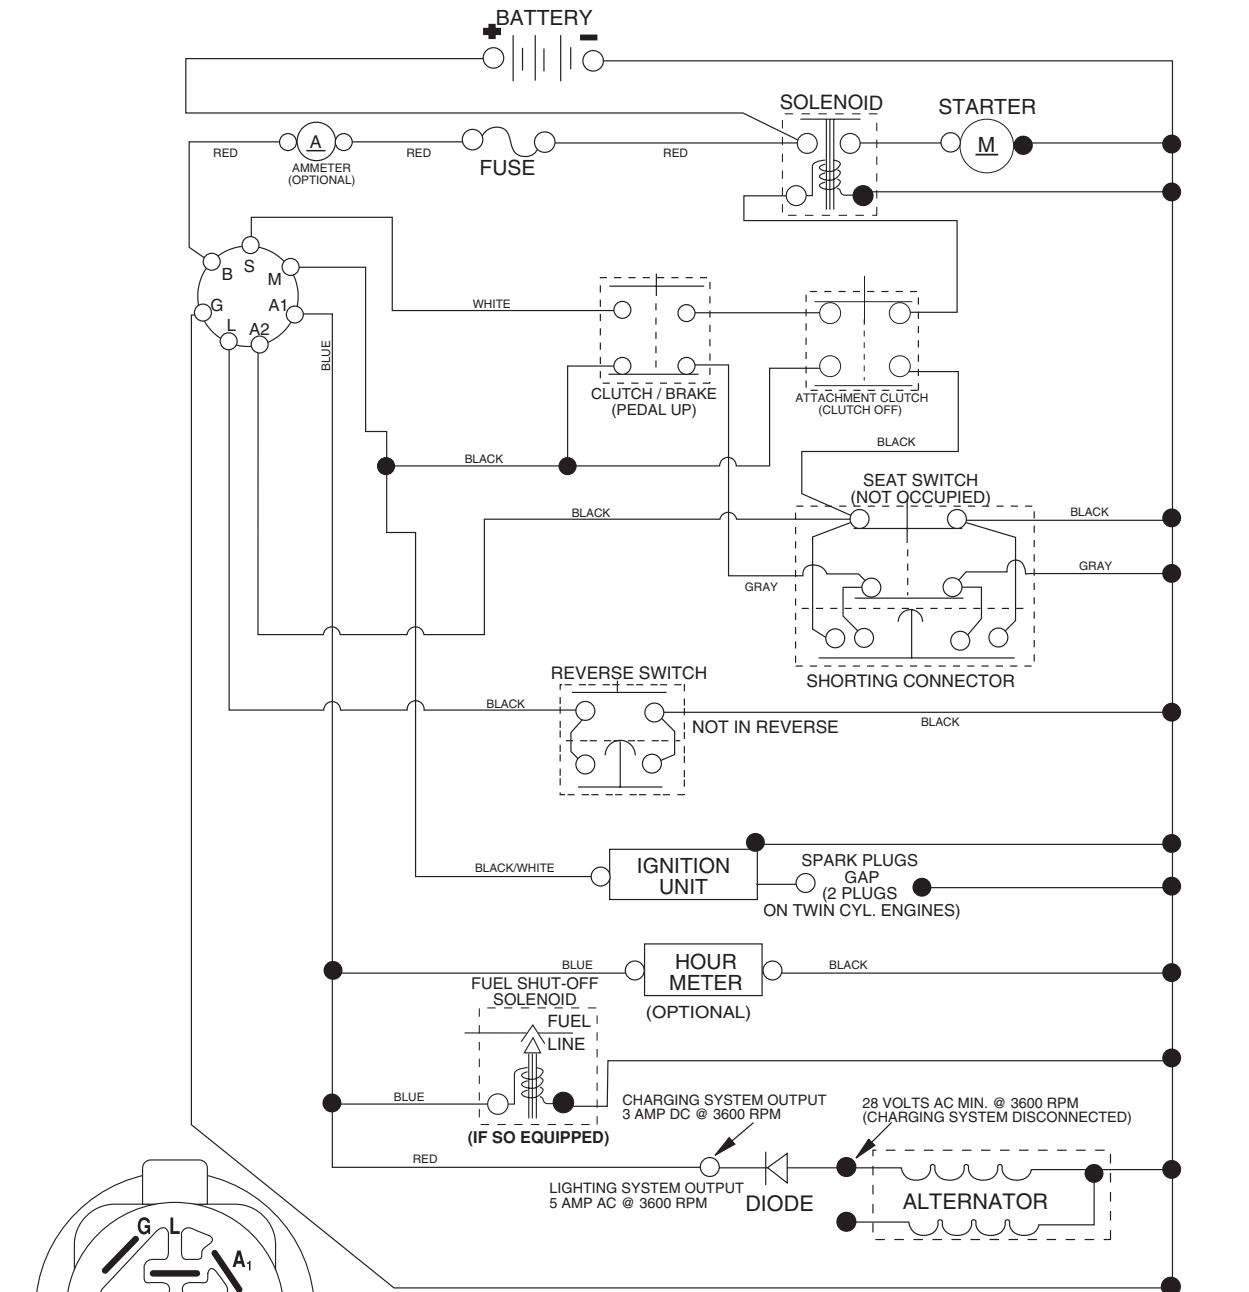 BATTERY
SOLENOID
STARTER
A
M
RED
RED
RED
AMMETER
(OPTIONAL)
FUSE
B
S
M
G
A1
L
A2
WHITE
BLUE
CLUTCH / BRAKE
(PEDAL UP)
ATTACHMENT CLUTCH
(CLUTCH OFF)
BLACK
BLACK
SEAT SWITCH
(NOT OCCUPIED)
BLACK
BLACK
GRAY
GRAY
SHORTING CONNECTOR
REVERSE SWITCH
BLACK
NOT IN REVERSE
BLACK
BLACK/WHITE
IGNITION
UNIT
SPARK PLUGS
GAP
(2 PLUGS
ON TWIN CYL. ENGINES)
BLUE
HOUR
METER
BLACK
(OPTIONAL)
FUEL SHUT-OFF
SOLENOID
FUEL
LINE
BLUE
(IF SO EQUIPPED)
CHARGING SYSTEM OUTPUT
3 AMP DC @ 3600 RPM
28 VOLTS AC MIN. @ 3600 RPM
(CHARGING SYSTEM DISCONNECTED)
RED
LIGHTING SYSTEM OUTPUT
5 AMP AC @ 3600 RPM
DIODE
ALTERNATOR
G
L
A1